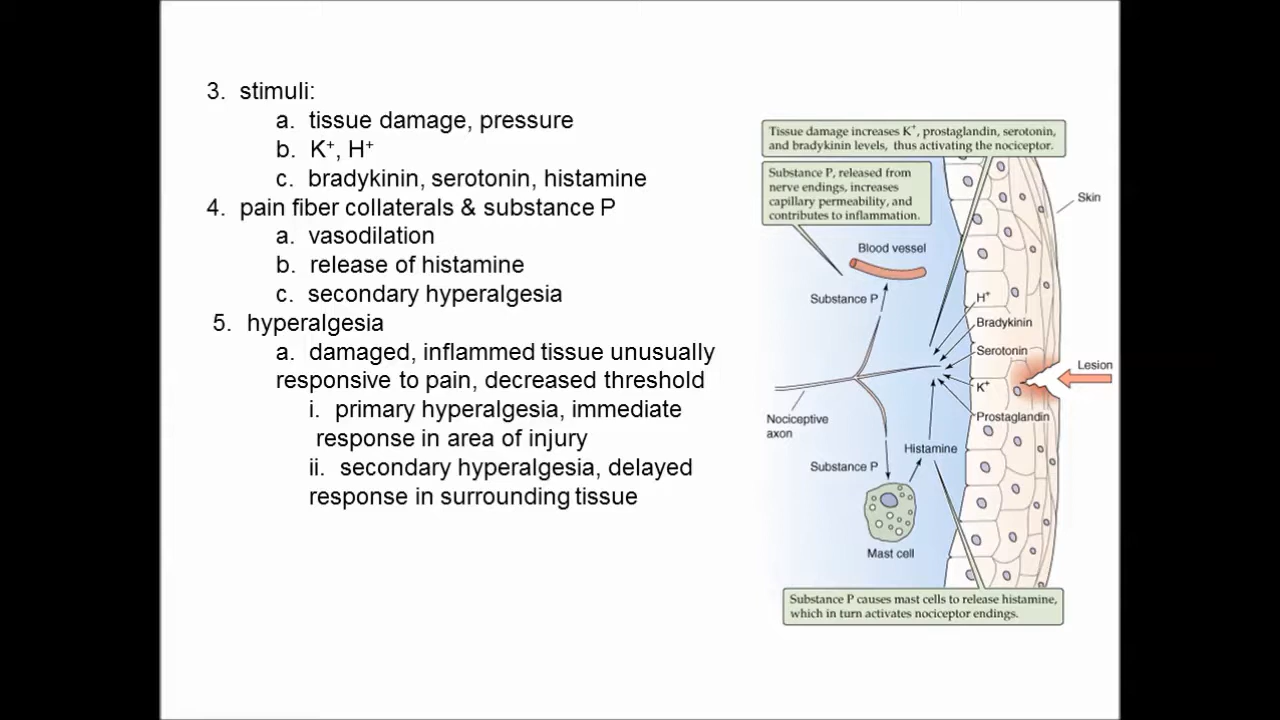 3. stimuli:
a. tissue damage, pressure
b. K⁺, H⁺
c. bradykinin, serotonin, histamine
4. pain fiber collaterals & substance P
a. vasodilation
b. release of histamine
c. secondary hyperalgesia
5. hyperalgesia
a. damaged, inflammed tissue unusually
responsive to pain, decreased threshold
i. primary hyperalgesia, immediate
response in area of injury
ii. secondary hyperalgesia, delayed
response in surrounding tissue
Tissue damage increases K⁺, prostaglandin, serotonin,
and bradykinin levels, thus activating the nociceptor.
Substance P, released from
nerve endings, increases
capillary permeability, and
contributes to inflammation.
Skin
Blood vessel
Substance P
H⁺
Bradykinin
Serotonin
Lesion
K⁺
Prostaglandin
Nociceptive
axon
Histamine
Substance P
Mast cell
Substance P causes mast cells to release histamine,
which in turn activates nociceptor endings.